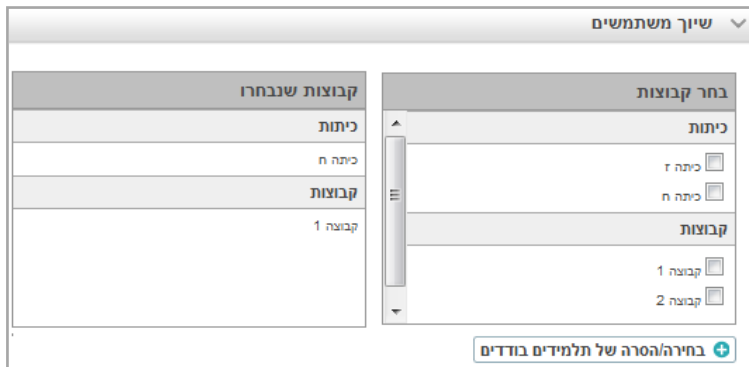 שיוך משתמשים
בחר קבוצות
כיתות
כיתה ז
כיתה ח
קבוצות
קבוצה 1
קבוצה 2
קבוצות שנבחרו
כיתות
כיתה ח
קבוצות
קבוצה 1
בחירה/הסרה של תלמידים בודדים